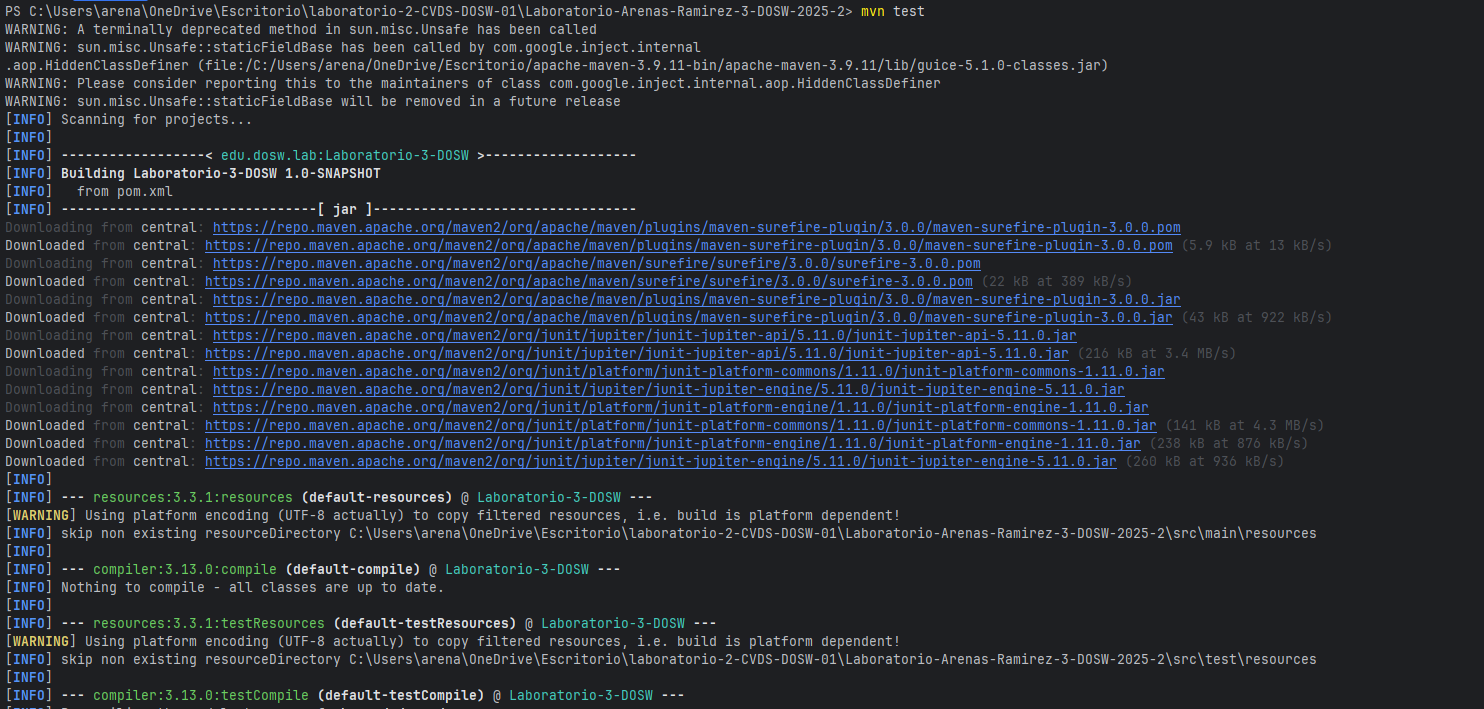 PS C:\Users\arena\OneDrive\Escritorio\laboratorio-2-CVDS-DOSW-01\Laboratorio-Arenas-Ramirez-3-DOSW-2025-2> mvn test
WARNING: A terminally deprecated method in sun.misc.Unsafe has been called
WARNING: sun.misc.Unsafe::staticFieldBase has been called by com.google.inject.internal
.aop.HiddenClassDefiner (file:/C:/Users/arena/OneDrive/Escritorio/apache-maven-3.9.11-bin/apache-maven-3.9.11/lib/guice-5.1.0-classes.jar)
WARNING: Please consider reporting this to the maintainers of class com.google.inject.internal.aop.HiddenClassDefiner
WARNING: sun.misc.Unsafe::staticFieldBase will be removed in a future release
[INFO] Scanning for projects...
[INFO]
[INFO] ------------------< edu.dosw.lab:Laboratorio-3-DOSW >-------------------
[INFO] Building Laboratorio-3-DOSW 1.0-SNAPSHOT
[INFO]   from pom.xml
[INFO] --------------------------------[ jar ]---------------------------------
Downloading from central: https://repo.maven.apache.org/maven2/org/apache/maven/plugins/maven-surefire-plugin/3.0.0/maven-surefire-plugin-3.0.0.pom
Downloaded from central: https://repo.maven.apache.org/maven2/org/apache/maven/plugins/maven-surefire-plugin/3.0.0/maven-surefire-plugin-3.0.0.pom (5.9 kB at 13 kB/s)
Downloading from central: https://repo.maven.apache.org/maven2/org/apache/maven/surefire/surefire/3.0.0/surefire-3.0.0.pom
Downloaded from central: https://repo.maven.apache.org/maven2/org/apache/maven/surefire/surefire/3.0.0/surefire-3.0.0.pom (22 kB at 389 kB/s)
Downloading from central: https://repo.maven.apache.org/maven2/org/apache/maven/plugins/maven-surefire-plugin/3.0.0/maven-surefire-plugin-3.0.0.jar
Downloaded from central: https://repo.maven.apache.org/maven2/org/apache/maven/plugins/maven-surefire-plugin/3.0.0/maven-surefire-plugin-3.0.0.jar (43 kB at 922 kB/s)
Downloading from central: https://repo.maven.apache.org/maven2/org/junit/jupiter/junit-jupiter-api/5.11.0/junit-jupiter-api-5.11.0.jar
Downloaded from central: https://repo.maven.apache.org/maven2/org/junit/jupiter/junit-jupiter-api/5.11.0/junit-jupiter-api-5.11.0.jar (216 kB at 3.4 MB/s)
Downloading from central: https://repo.maven.apache.org/maven2/org/junit/platform/junit-platform-commons/1.11.0/junit-platform-commons-1.11.0.jar
Downloading from central: https://repo.maven.apache.org/maven2/org/junit/jupiter/junit-jupiter-engine/5.11.0/junit-jupiter-engine-5.11.0.jar
Downloading from central: https://repo.maven.apache.org/maven2/org/junit/platform/junit-platform-engine/1.11.0/junit-platform-engine-1.11.0.jar
Downloaded from central: https://repo.maven.apache.org/maven2/org/junit/platform/junit-platform-commons/1.11.0/junit-platform-commons-1.11.0.jar (141 kB at 4.3 MB/s)
Downloaded from central: https://repo.maven.apache.org/maven2/org/junit/platform/junit-platform-engine/1.11.0/junit-platform-engine-1.11.0.jar (238 kB at 876 kB/s)
Downloaded from central: https://repo.maven.apache.org/maven2/org/junit/jupiter/junit-jupiter-engine/5.11.0/junit-jupiter-engine-5.11.0.jar (260 kB at 936 kB/s)
[INFO]
[INFO] --- resources:3.3.1:resources (default-resources) @ Laboratorio-3-DOSW ---
[WARNING] Using platform encoding (UTF-8 actually) to copy filtered resources, i.e. build is platform dependent!
[INFO] skip non existing resourceDirectory C:\Users\arena\OneDrive\Escritorio\laboratorio-2-CVDS-DOSW-01\Laboratorio-Arenas-Ramirez-3-DOSW-2025-2\src\main\resources
[INFO]
[INFO] --- compiler:3.13.0:compile (default-compile) @ Laboratorio-3-DOSW ---
[INFO] Nothing to compile - all classes are up to date.
[INFO]
[INFO] --- resources:3.3.1:testResources (default-testResources) @ Laboratorio-3-DOSW ---
[WARNING] Using platform encoding (UTF-8 actually) to copy filtered resources, i.e. build is platform dependent!
[INFO] skip non existing resourceDirectory C:\Users\arena\OneDrive\Escritorio\laboratorio-2-CVDS-DOSW-01\Laboratorio-Arenas-Ramirez-3-DOSW-2025-2\src\test\resources
[INFO]
[INFO] --- compiler:3.13.0:testCompile (default-testCompile) @ Laboratorio-3-DOSW ---